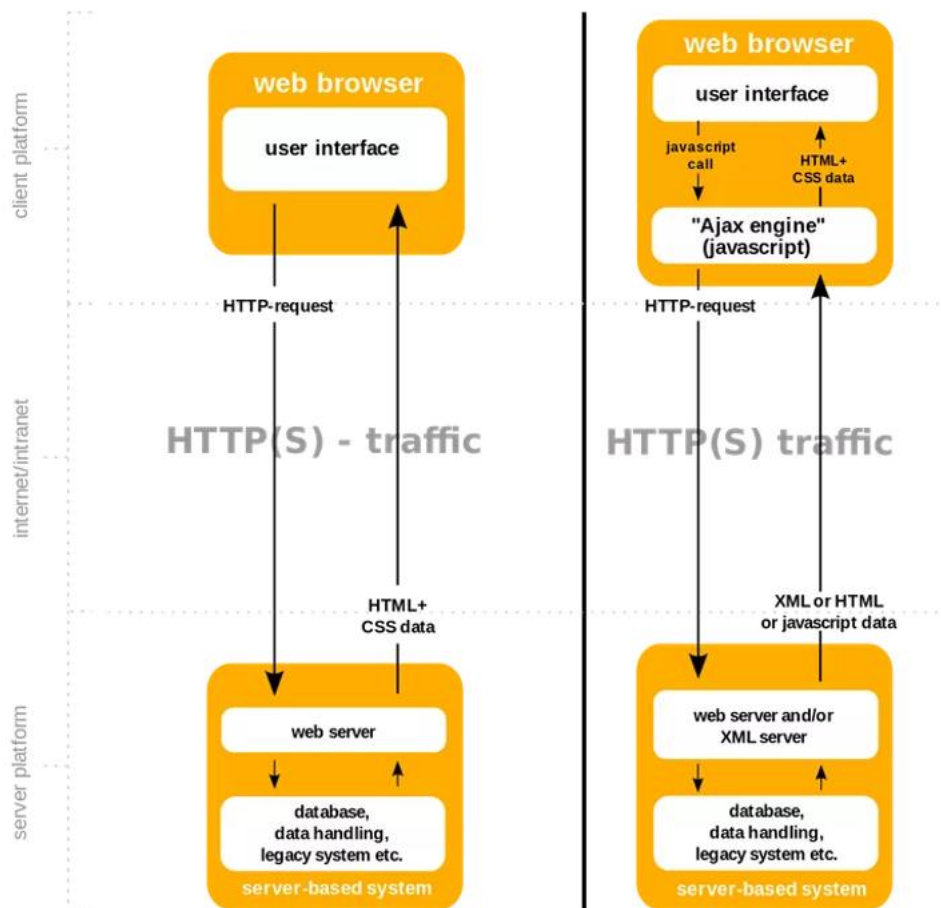 client platform
internet/intranet
server platform
web browser
user interface
HTTP-request
HTTP(S) - traffic
HTML+
CSS data
web server
database,
data handling,
legacy system etc.
server-based system
web browser
user interface
javascript
call
HTML+
CSS data
"Ajax engine"
(javascript)
HTTP-request
HTTP(S) traffic
XML or HTML
or javascript data
web server and/or
XML server
database,
data handling,
legacy system etc.
server-based system